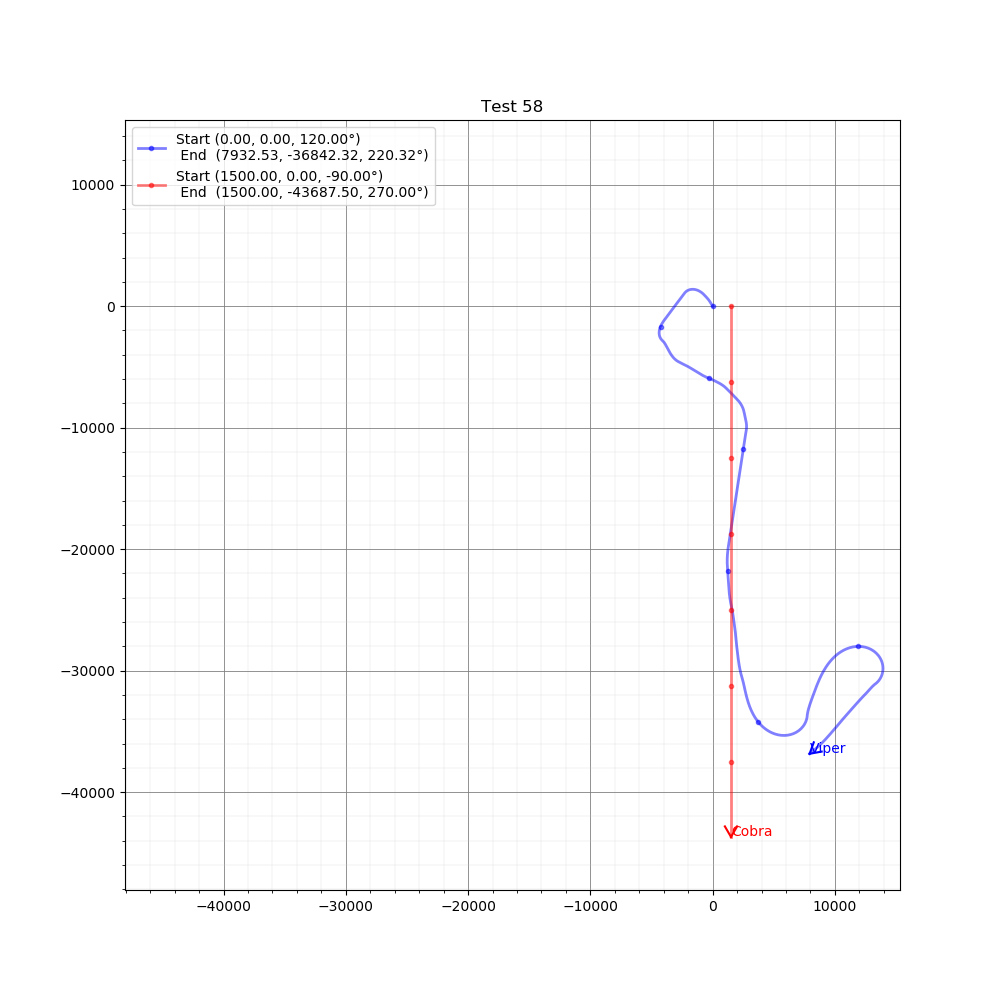 Test 58
Start (0.00, 0.00, 120.00°)
End  (7932.53, -36842.32, 220.32°)
Start (1500.00, 0.00, -90.00°)
End  (1500.00, -43687.50, 270.00°)
10000
0
−10000
−20000
−30000
−40000
Viper
Cobra
−40000 −30000 −20000 −10000 0 10000